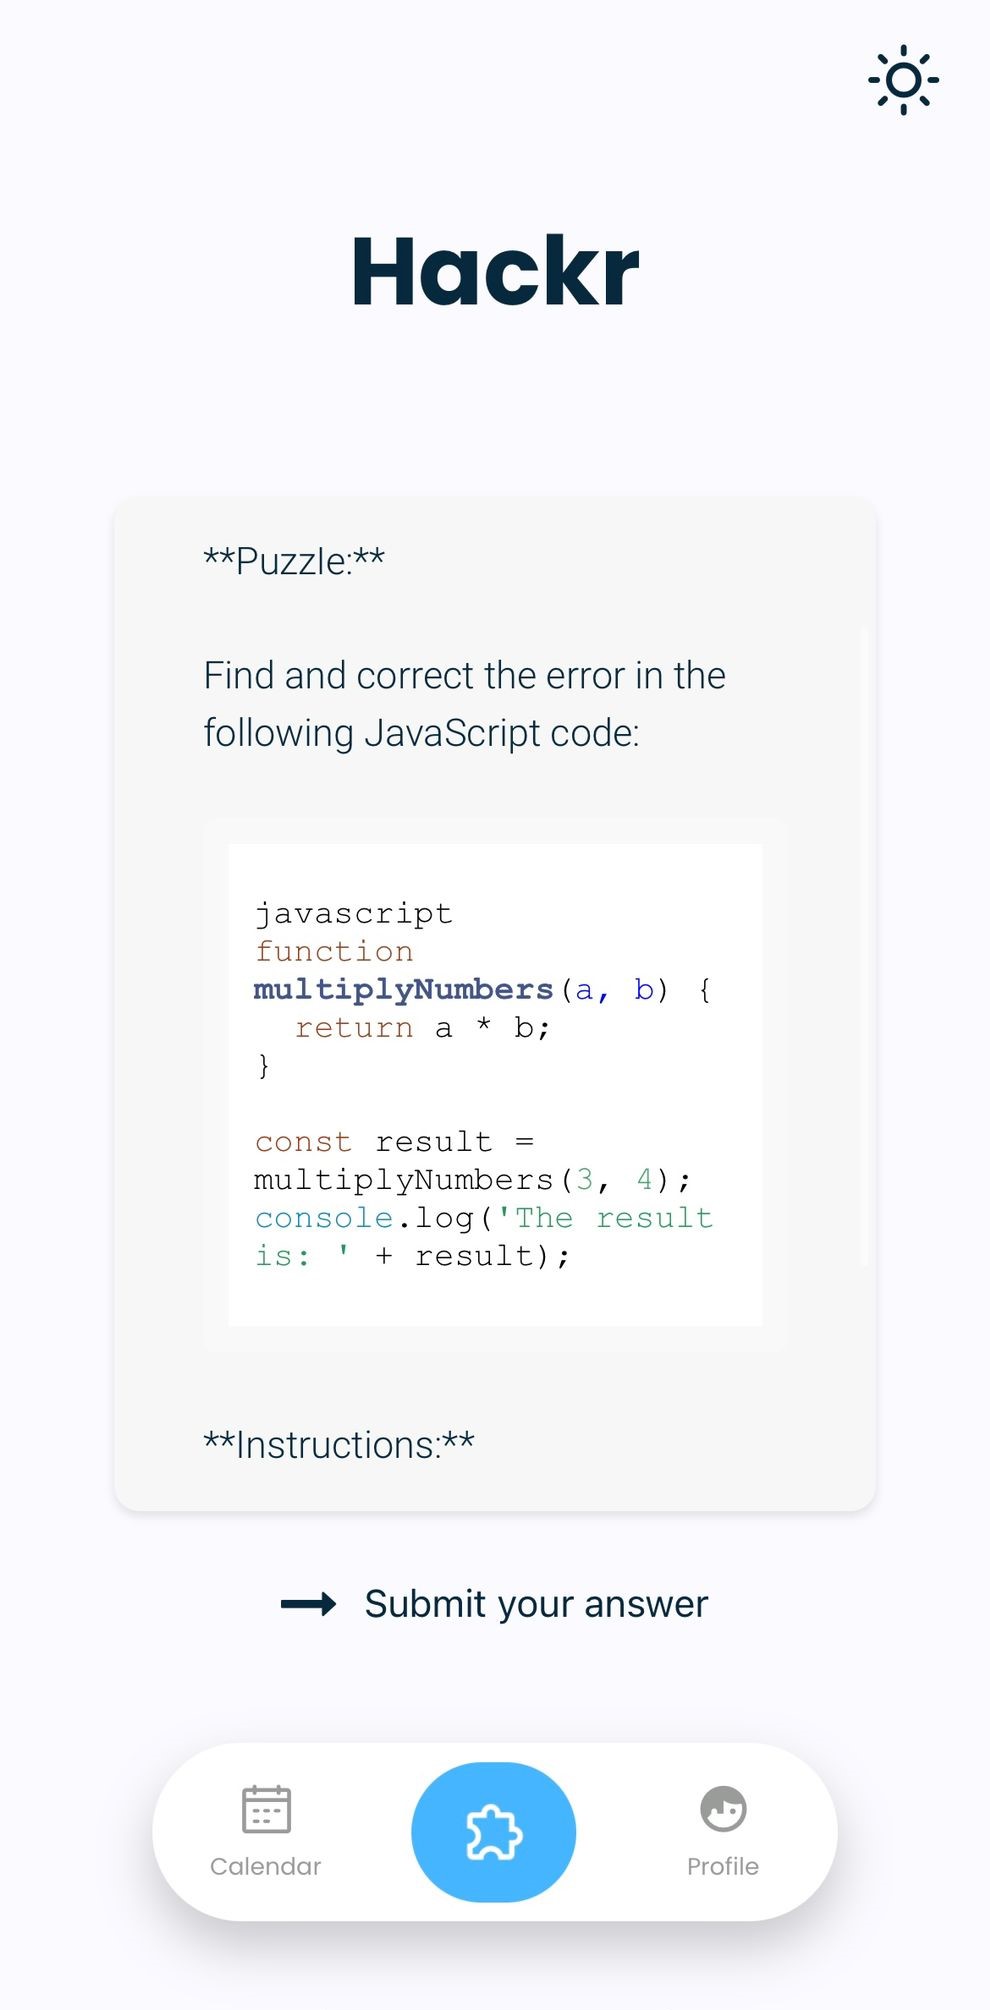 Hackr
**Puzzle:**
Find and correct the error in the
following JavaScript code:
javascript
function
multiplyNumbers(a, b) {
  return a * b;
}
const result =
multiplyNumbers(3, 4);
console.log('The result
is: ' + result);
**Instructions:**
Submit your answer
Calendar
Profile